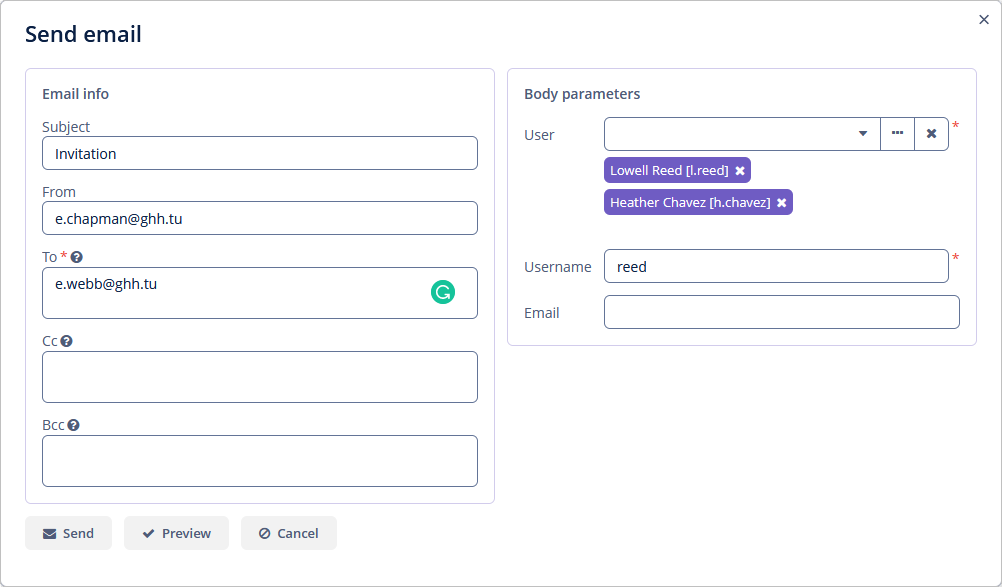 Send email
Email info
Subject
Invitation
From
e.chapman@ghh.tu
To *
e.webb@ghh.tu
Cc
Bcc
Body parameters
User
*
Lowell Reed [l.reed]
Heather Chavez [h.chavez]
Username
reed
*
Email
Send
Preview
Cancel